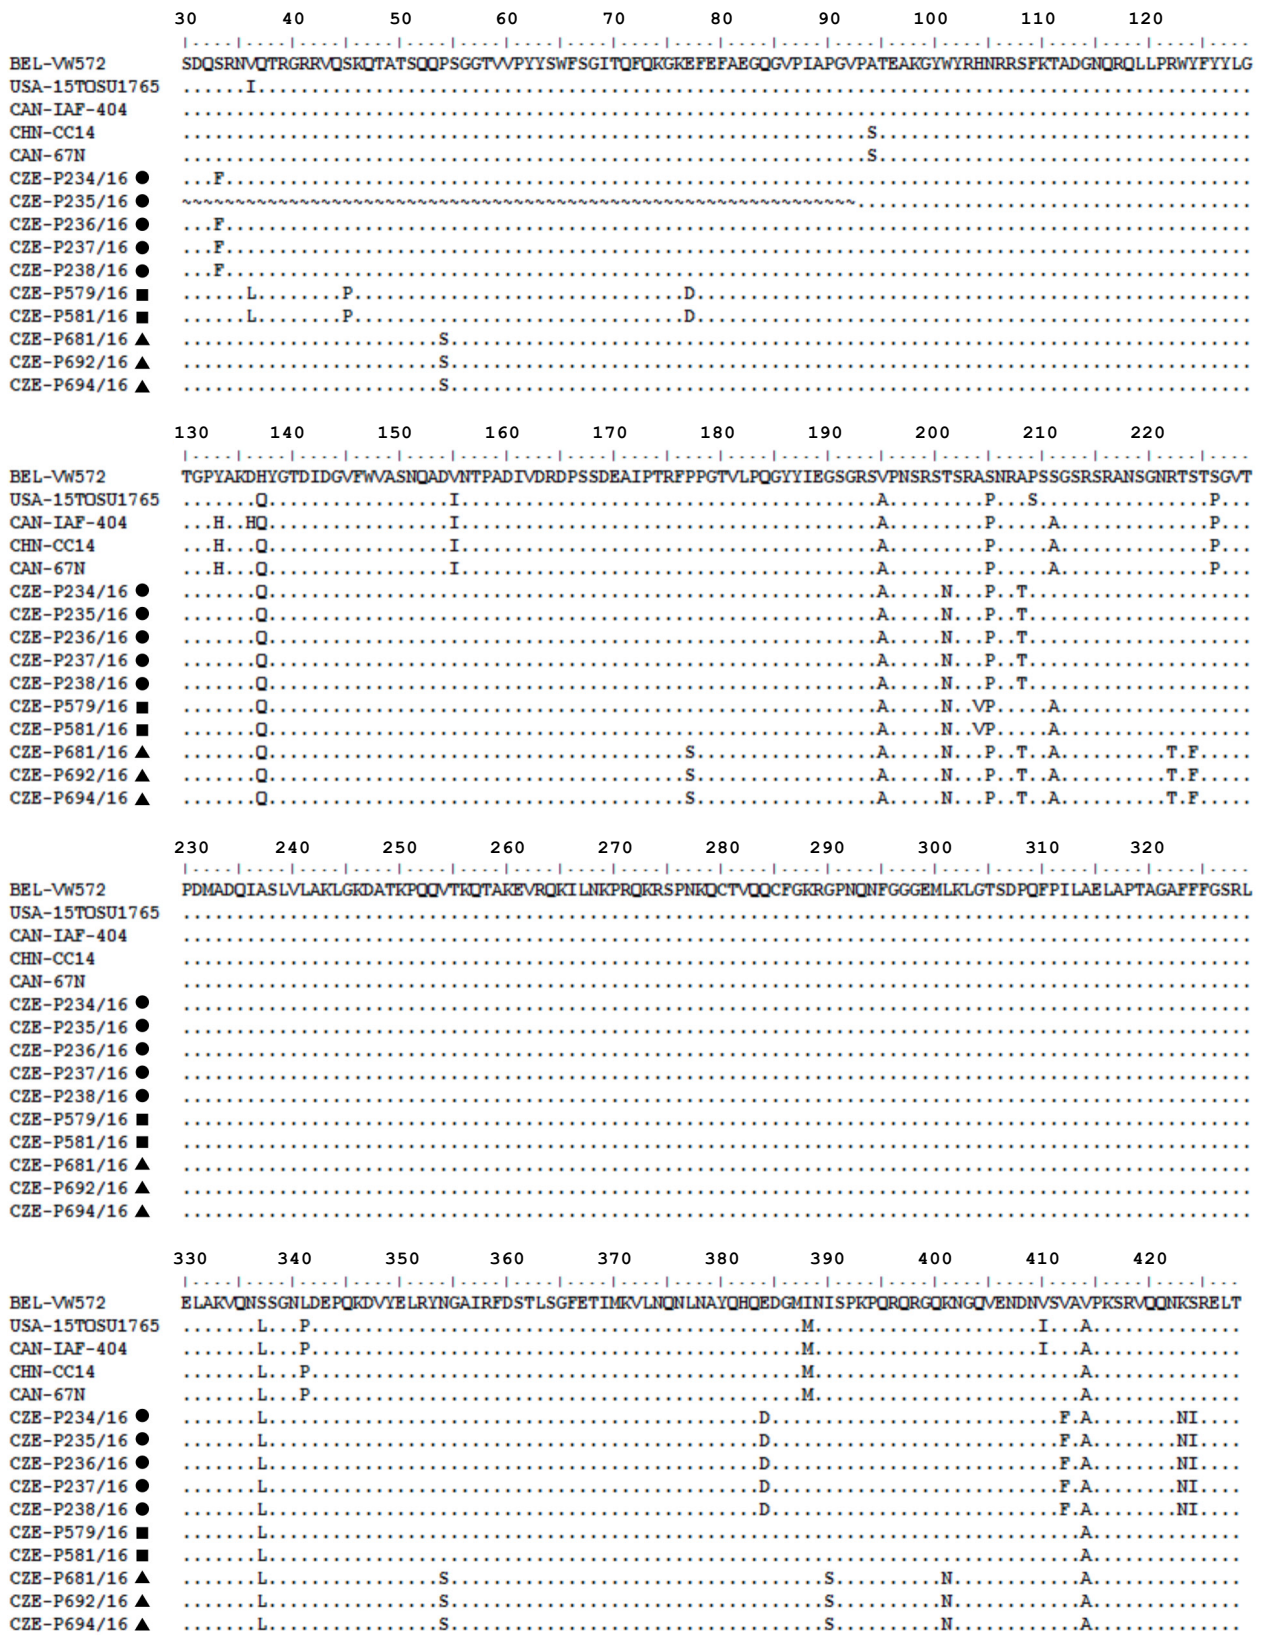 30 40 50 60 70 80 90 100 110 120
|....|....|....|....|....|....|....|....|....|....|....|....|....|....|....|....|....|....|....|....
BEL-VW572 SDQSRNVQTRGRRVQSKQTATSQQPSGGTVVPYYSWFSGITQFQKGKEFEFAEGQGVPIAPGVPATEAKGYWYRHNRRSFKTADGNQRQLLPRWYFYYLG
USA-15TOSU1765 ......I.............................................................................................
CAN-IAF-404 ....................................................................................................
CHN-CC14 ................................................................S...................................
CAN-67N ................................................................S...................................
CZE-P234/16 ● ...F................................................................................................
CZE-P235/16 ● ~~~~~~~~~~~~~~~~~~~~~~~~~~~~~~~~~~~~~~~~~~~~~~~~~~~~~~~~~~~~~~~.....................................
CZE-P236/16 ● ...F................................................................................................
CZE-P237/16 ● ...F................................................................................................
CZE-P238/16 ● ...F................................................................................................
CZE-P579/16 ■ ......L........P...............................D....................................................
CZE-P581/16 ■ ......L........P...............................D....................................................
CZE-P681/16 ▲ ........................S...........................................................................
CZE-P692/16 ▲ ........................S...........................................................................
CZE-P694/16 ▲ ........................S...........................................................................
130 140 150 160 170 180 190 200 210 220
|....|....|....|....|....|....|....|....|....|....|....|....|....|....|....|....|....|....|....|....
BEL-VW572 TGPYAKDHYGTDIDGVFWVASNQADVNTPADIVDRDPSSDEAIPTRFPPGTVLPQGYYIEGSGRSVPNSRSTSRASNRAPSSGSRSRANSGNRTSTSGVT
USA-15TOSU1765 .......Q.................I.......................................A.........P...S................P...
CAN-IAF-404 ...H..HQ.................I.......................................A.........P.....A..............P...
CHN-CC14 ...H...Q.................I.......................................A.........P.....A..............P...
CAN-67N ...H...Q.................I.......................................A.........P.....A..............P...
CZE-P234/16 ● .......Q.........................................................A.....N...P..T.....................
CZE-P235/16 ● .......Q.........................................................A.....N...P..T.....................
CZE-P236/16 ● .......Q.........................................................A.....N...P..T.....................
CZE-P237/16 ● .......Q.........................................................A.....N...P..T.....................
CZE-P238/16 ● .......Q.........................................................A.....N...P..T.....................
CZE-P579/16 ■ .......Q.........................................................A.....N..VP.....A..................
CZE-P581/16 ■ .......Q.........................................................A.....N..VP.....A..................
CZE-P681/16 ▲ .......Q.......................................S.................A.....N...P..T..A..........T.F.....
CZE-P692/16 ▲ .......Q.......................................S.................A.....N...P..T..A..........T.F.....
CZE-P694/16 ▲ .......Q.......................................S.................A.....N...P..T..A..........T.F.....
230 240 250 260 270 280 290 300 310 320
|....|....|....|....|....|....|....|....|....|....|....|....|....|....|....|....|....|....|....|....
BEL-VW572 PDMADQIASLVLAKLGKDATKPQQVTKQTAKEVRQKILNKPRQKRSPNKQCTVQQCFGKRGPNQNFGGGEMLKLGTSDPQFPILAELAPTAGAFFFGSRL
USA-15TOSU1765 ....................................................................................................
CAN-IAF-404 ....................................................................................................
CHN-CC14 ....................................................................................................
CAN-67N ....................................................................................................
CZE-P234/16 ● ....................................................................................................
CZE-P235/16 ● ....................................................................................................
CZE-P236/16 ● ....................................................................................................
CZE-P237/16 ● ....................................................................................................
CZE-P238/16 ● ....................................................................................................
CZE-P579/16 ■ ....................................................................................................
CZE-P581/16 ■ ....................................................................................................
CZE-P681/16 ▲ ....................................................................................................
CZE-P692/16 ▲ ....................................................................................................
CZE-P694/16 ▲ ....................................................................................................
330 340 350 360 370 380 390 400 410 420
|....|....|....|....|....|....|....|....|....|....|....|....|....|....|....|....|....|....|....|...
BEL-VW572 ELAKVQNSSGNLDEPQKDVYELRYNGAIRFDSTLSGFETIMKVLNQNLNAYQHQEDGMINISPKPQRQRGQKNGQVENDNVSVAVPKSRVQQNKSRELT
USA-15TOSU1765 .......L...P..............................................M.....................I...A..............
CAN-IAF-404 .......L...P..............................................M.....................I...A..............
CHN-CC14 .......L...P..............................................M.........................A..............
CAN-67N .......L...P..............................................M.........................A..............
CZE-P234/16 ● .......L..............................................D...........................F.A........NI....
CZE-P235/16 ● .......L..............................................D...........................F.A........NI....
CZE-P236/16 ● .......L..............................................D...........................F.A........NI....
CZE-P237/16 ● .......L..............................................D...........................F.A........NI....
CZE-P238/16 ● .......L..............................................D...........................F.A........NI....
CZE-P579/16 ■ .......L............................................................................A..............
CZE-P581/16 ■ .......L............................................................................A..............
CZE-P681/16 ▲ .......L................S...................................S..........N............A..............
CZE-P692/16 ▲ .......L................S...................................S..........N............A..............
CZE-P694/16 ▲ .......L................S...................................S..........N............A..............